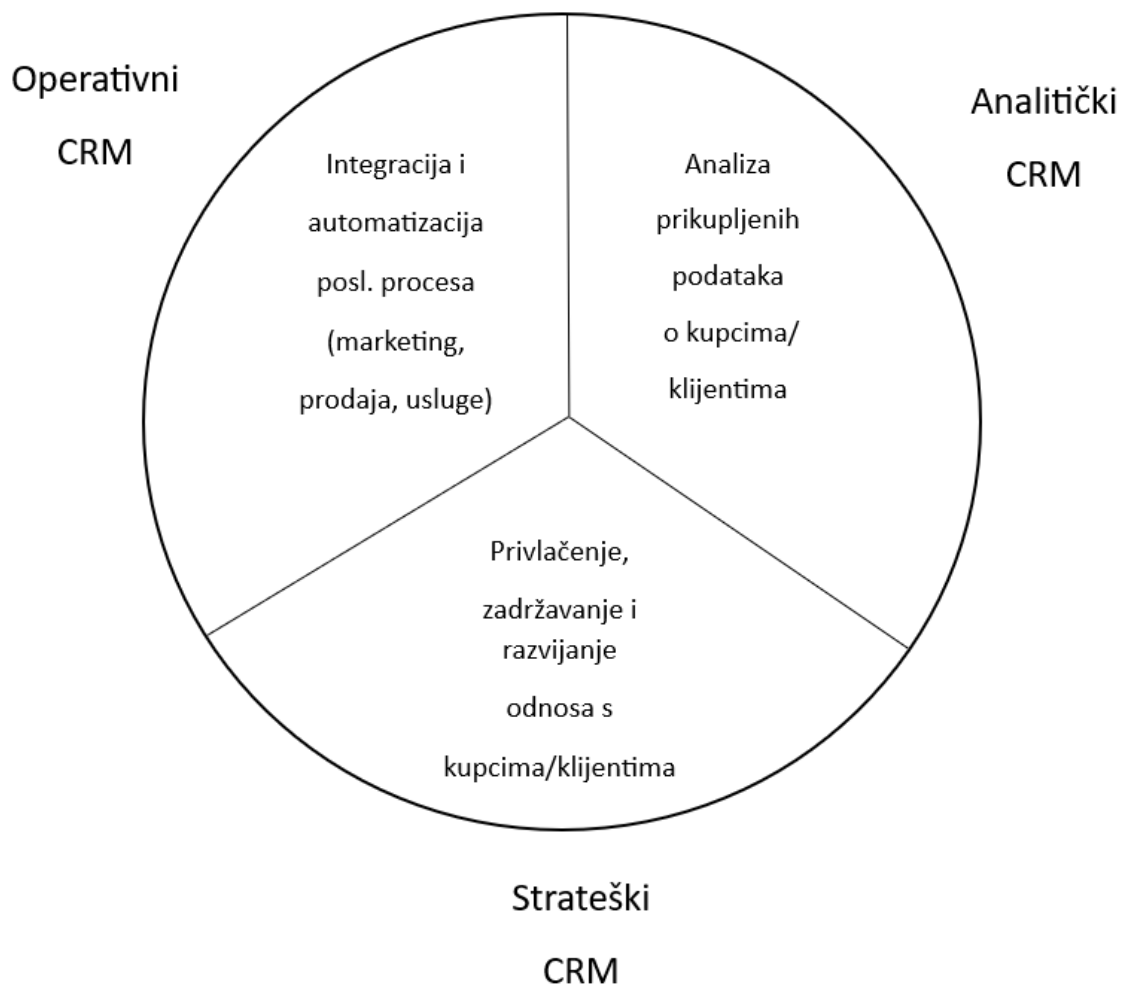 Operativni
CRM
Integracija i
automatizacija
posl. procesa
(marketing,
prodaja, usluge)
Analitički
CRM
Analiza
prikupljenih
podataka
o kupcima/
klijentima
Privlačenje,
zadržavanje i
razvijanje
odnosa s
kupcima/klijentima
Strateški
CRM